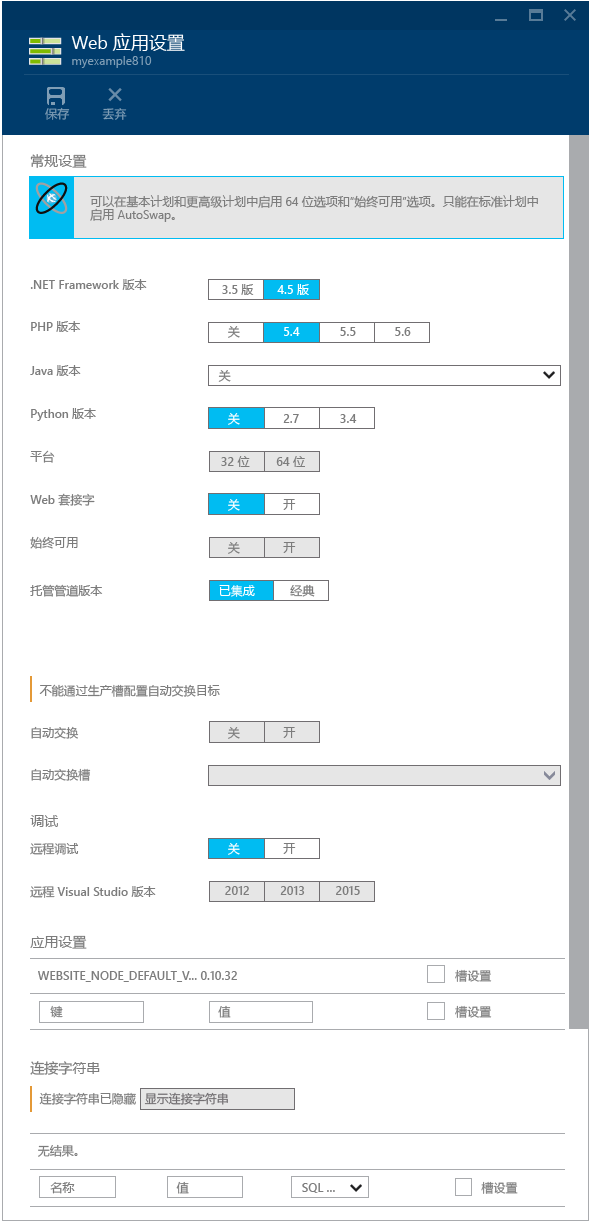 Web 应用设置
myexample810
保存 丢弃
常规设置
可以在基本计划和更高级计划中启用 64 位选项和"始终可用"选项。只能在标准计划中
启用 AutoSwap。
.NET Framework 版本 3.5 版 4.5 版
PHP 版本 关 5.4 5.5 5.6
Java 版本 关
Python 版本 关 2.7 3.4
平台 32 位 64 位
Web 套接字 关 开
始终可用 关 开
托管管道版本 已集成 经典
不能通过生产槽配置自动交换目标
自动交换 关 开
自动交换槽
调试
远程调试 关 开
远程 Visual Studio 版本 2012 2013 2015
应用设置
WEBSITE_NODE_DEFAULT_V... 0.10.32 槽设置
键 值 槽设置
连接字符串
连接字符串已隐藏 显示连接字符串
无结果。
名称 值 SQL ... 槽设置